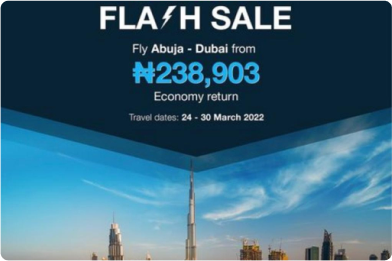 FLASH SALE
Fly Abuja - Dubai from
₦238,903
Economy return
Travel dates: 24 - 30 March 2022